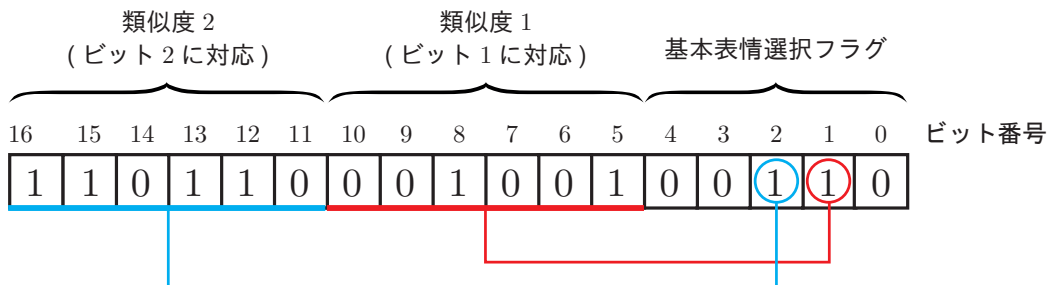 類似度 2
( ビット 2 に対応 )
類似度 1
( ビット 1 に対応 )
基本表情選択フラグ
16 15 14 13 12 11 10 9 8 7 6 5 4 3 2 1 0 ビット番号
1 1 0 1 1 0 0 0 1 0 0 1 0 0 1 1 0